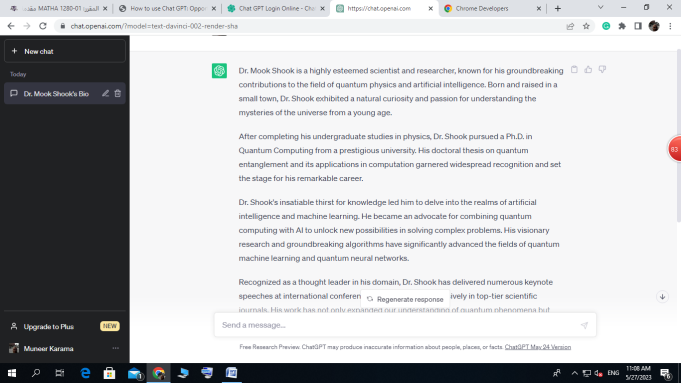 المقرر: MATHA 1280-01 مقد
How to use Chat GPT: Oppor
Chat GPT Login Online - Cha
https://chat.openai.com/
Chrome Developers
chat.openai.com/?model=text-davinci-002-render-sha
+ New chat
Today
Dr. Mook Shook's Bio
Dr. Mook Shook is a highly esteemed scientist and researcher, known for his groundbreaking
contributions to the field of quantum physics and artificial intelligence. Born and raised in a
small town, Dr. Shook exhibited a natural curiosity and passion for understanding the
mysteries of the universe from a young age.
After completing his undergraduate studies in physics, Dr. Shook pursued a Ph.D. in
Quantum Computing from a prestigious university. His doctoral thesis on quantum
entanglement and its applications in computation garnered widespread recognition and set
the stage for his remarkable career.
Dr. Shook's insatiable thirst for knowledge led him to delve into the realms of artificial
intelligence and machine learning. He became an advocate for combining quantum
computing with AI to unlock new possibilities in solving complex problems. His visionary
research and groundbreaking algorithms have significantly advanced the fields of quantum
machine learning and quantum neural networks.
Recognized as a thought leader in his domain, Dr. Shook has delivered numerous keynote
speeches at international conferen
Regenerate response
ively in top-tier scientific
journals. His work has not only expanded our understanding of quantum phenomena but
Send a message...
Free Research Preview. ChatGPT may produce inaccurate information about people, places, or facts. ChatGPT May 24 Version
83
Upgrade to Plus
NEW
Muneer Karama
ENG
11:08 AM
5/27/2023